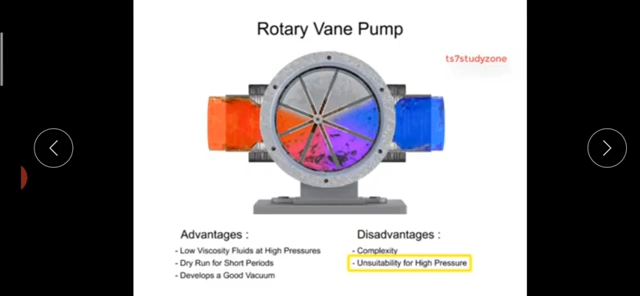 Rotary Vane Pump
ts7studyzone
Advantages :
- Low Viscosity Fluids at High Pressures
- Dry Run for Short Periods
- Develops a Good Vacuum
Disadvantages :
- Complexity
- Unsuitability for High Pressure